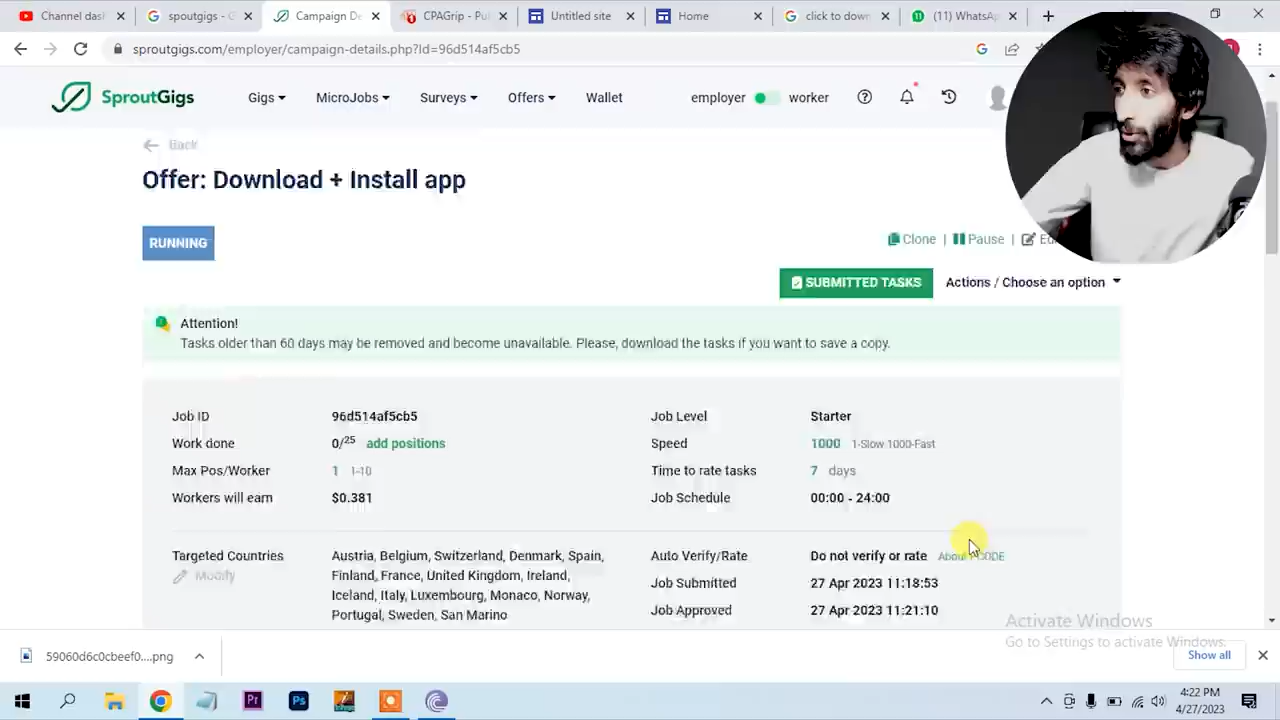 Channel dash
spoutgigs -
Campaign De
CPAGrip - Pu
Untitled site
Home
click to dow
(11) WhatsAp
sproutgigs.com/employer/campaign-details.php?Id=96d514af5cb5
SproutGigs
Gigs
MicroJobs
Surveys
Offers
Wallet
employer
worker
Back
Offer: Download + Install app
RUNNING
Clone | Pause |
SUBMITTED TASKS
Actions / Choose an option
Attention!
Tasks older than 60 days may be removed and become unavailable. Please, download the tasks if you want to save a copy.
Job ID 96d514af5cb5
Job Level Starter
Work done 0/25 add positions
Speed 1000 1-Slow 1000-Fast
Max Pos/Worker 1 1-10
Time to rate tasks 7 days
Workers will earn $0.381
Job Schedule 00:00 - 24:00
Targeted Countries
Modify
Austria, Belgium, Switzerland, Denmark, Spain,
Finland, France, United Kingdom, Ireland,
Iceland, Italy, Luxembourg, Monaco, Norway,
Portugal, Sweden, San Marino
Auto Verify/Rate Do not verify or rate About
Job Submitted 27 Apr 2023 11:18:53
Job Approved 27 Apr 2023 11:21:10
Activate Windows
Go to Settings to activate Windows.
59060d6c0cbeef0....png
Show all
Pr
Ps
4:22 PM
4/27/2023